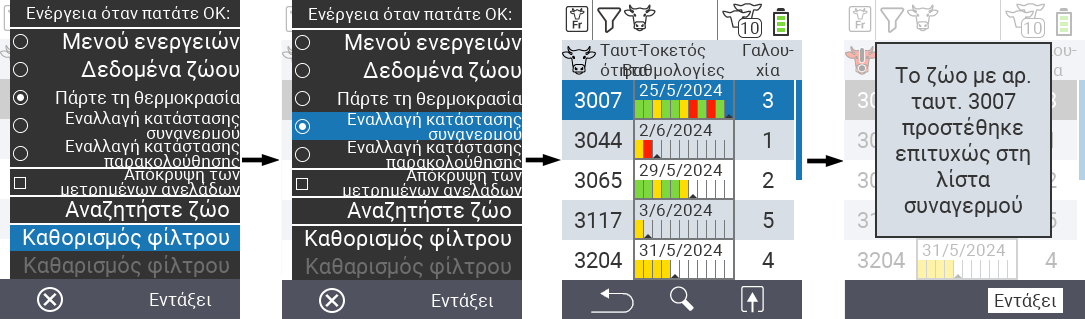 Ενέργεια όταν πατάτε OK:
Μενού ενεργειών
Δεδομένα ζώου
Πάρτε τη θερμοκρασία
Εναλλαγή κατάστασης
συναγερμού
Εναλλαγή κατάστασης
παρακολούθησης
Απόκρυψη των
μετρημένων αγελάδων
Αναζητήστε ζώο
Καθορισμός φίλτρου
Καθαρισμός φίλτρου
Εντάξει
Ενέργεια όταν πατάτε OK:
Μενού ενεργειών
Δεδομένα ζώου
Πάρτε τη θερμοκρασία
Εναλλαγή κατάστασης
συναγερμού
Εναλλαγή κατάστασης
παρακολούθησης
Απόκρυψη των
μετρημένων αγελάδων
Αναζητήστε ζώο
Καθορισμός φίλτρου
Καθαρισμός φίλτρου
Εντάξει
Fr 10
Ταυτ- Τοκετός Γαλου-
ότητα Βαθμολογίες χία
3007 25/5/2024 3
3044 2/6/2024 1
3065 29/5/2024 2
3117 3/6/2024 5
3204 31/5/2024 4
Fr 10
Το ζώο με αρ.
ταυτ. 3007
προστέθηκε
επιτυχώς στη
λίστα
συναγερμού
3204 31/5/2024 4
Εντάξει